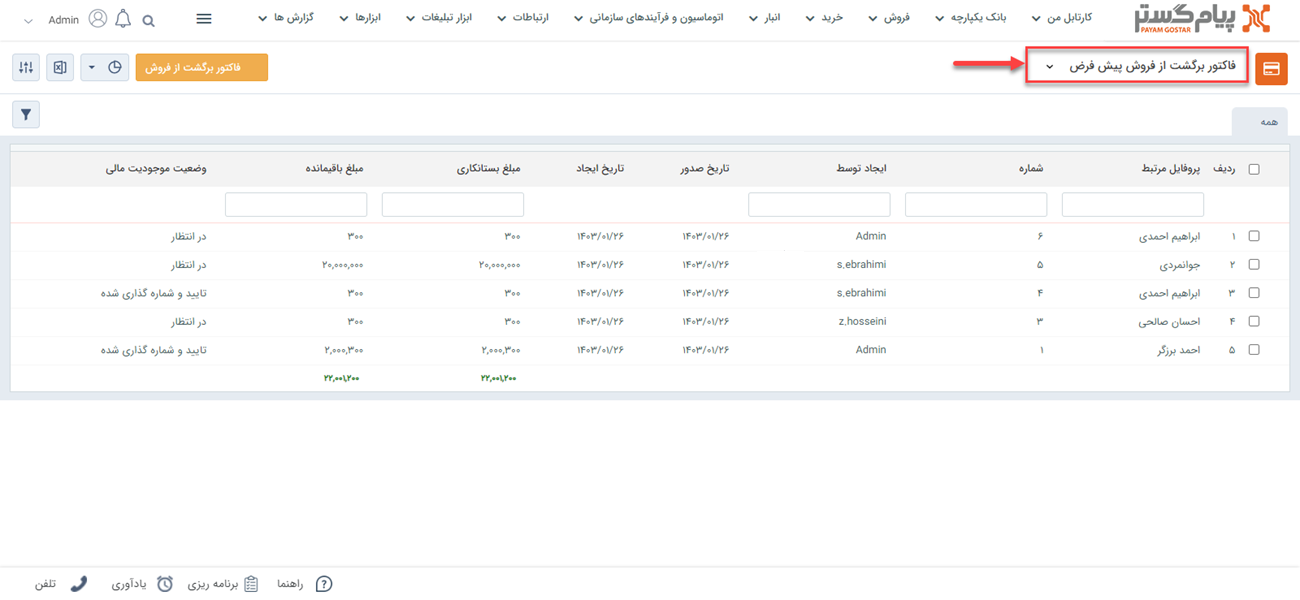 پیام گستر
PAYAM GOSTAR
کارتابل من بانک یکپارچه فروش خرید انبار اتوماسیون و فرآیندهای سازمانی ارتباطات ابزار تبلیغات ابزارها گزارش ها Admin
فاکتور برگشت از فروش پیش فرض
فاکتور برگشت از فروش
همه
ردیف پروفایل مرتبط شماره ایجاد توسط تاریخ صدور تاریخ ایجاد مبلغ بستانکاری مبلغ باقیمانده وضعیت موجودیت مالی
۱ ابراهیم احمدی ۶ Admin ۱۴۰۳/۰۱/۲۶ ۱۴۰۳/۰۱/۲۶ ۳۰۰ ۳۰۰ در انتظار
۲ جوانمردی ۵ s.ebrahimi ۱۴۰۳/۰۱/۲۶ ۱۴۰۳/۰۱/۲۶ ۲۰,۰۰۰,۰۰۰ ۲۰,۰۰۰,۰۰۰ در انتظار
۳ ابراهیم احمدی ۴ s.ebrahimi ۱۴۰۳/۰۱/۲۶ ۱۴۰۳/۰۱/۲۶ ۳۰۰ ۳۰۰ تایید و شماره گذاری شده
۴ احسان صالحی ۳ z.hosseini ۱۴۰۳/۰۱/۲۶ ۱۴۰۳/۰۱/۲۶ ۳۰۰ ۳۰۰ در انتظار
۵ احمد برزگر ۱ Admin ۱۴۰۳/۰۱/۲۶ ۱۴۰۳/۰۱/۲۶ ۲,۰۰۰,۳۰۰ ۲,۰۰۰,۳۰۰ تایید و شماره گذاری شده
۲۲,۰۰۱,۲۰۰ ۲۲,۰۰۱,۲۰۰
راهنما برنامه ریزی یادآوری تلفن